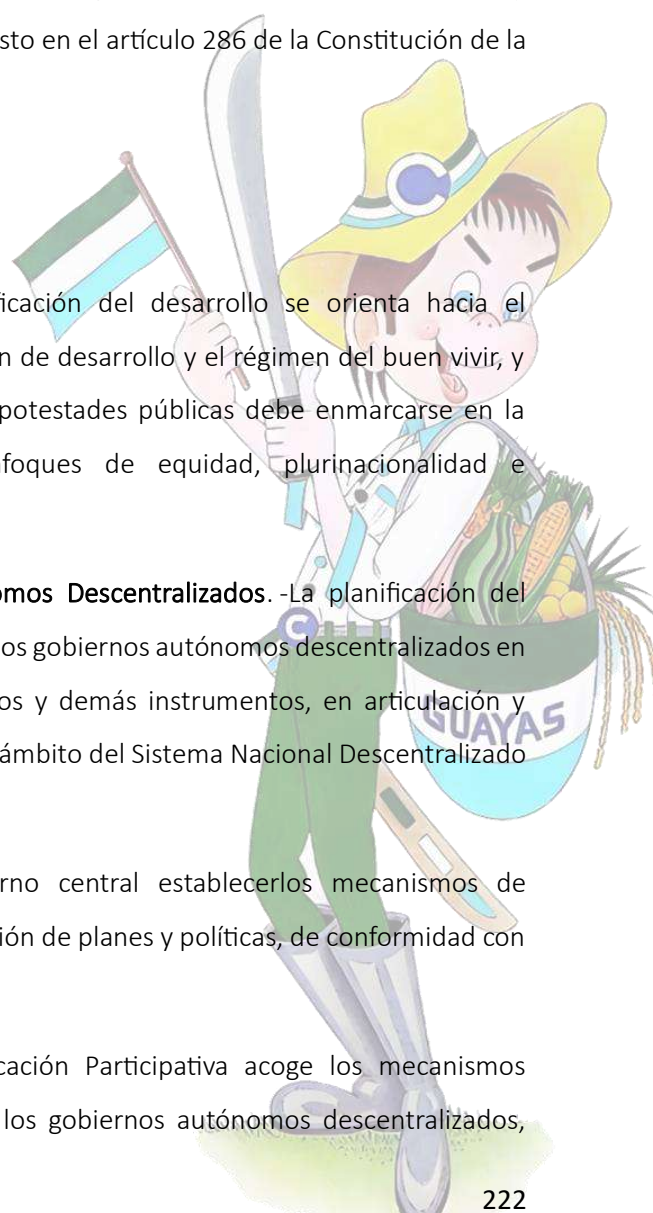 sto en el artículo 286 de la Constitución de la
ficación del desarrollo se orienta hacia el
n de desarrollo y el régimen del buen vivir, y
potestades públicas debe enmarcarse en la
nfoques de equidad, plurinacionalidad e
omos Descentralizados. -La planificación del
os gobiernos autónomos descentralizados en
os y demás instrumentos, en articulación y
GUAYAS
ámbito del Sistema Nacional Descentralizado
erno central establecerlos mecanismos de
ión de planes y políticas, de conformidad con
cación Participativa acoge los mecanismos
los gobiernos autónomos descentralizados,
222